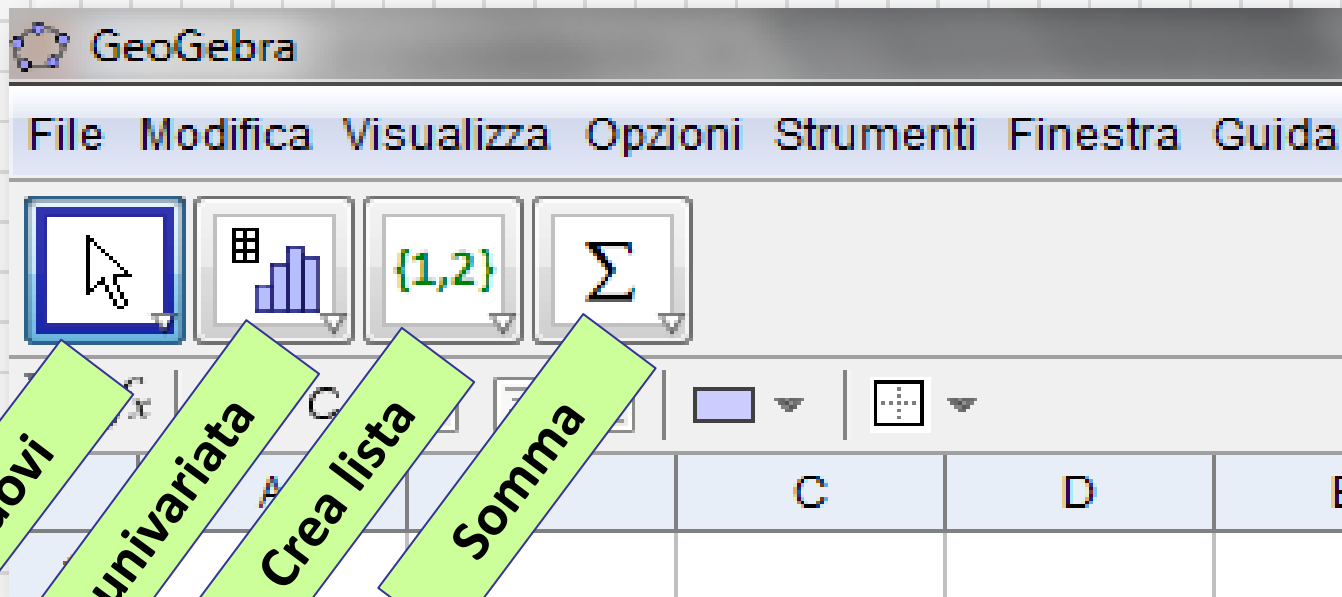 GeoGebra
File Modifica Visualizza Opzioni Strumenti Finestra Guida
{1,2} Σ
C D
univariata
Crea lista
Somma